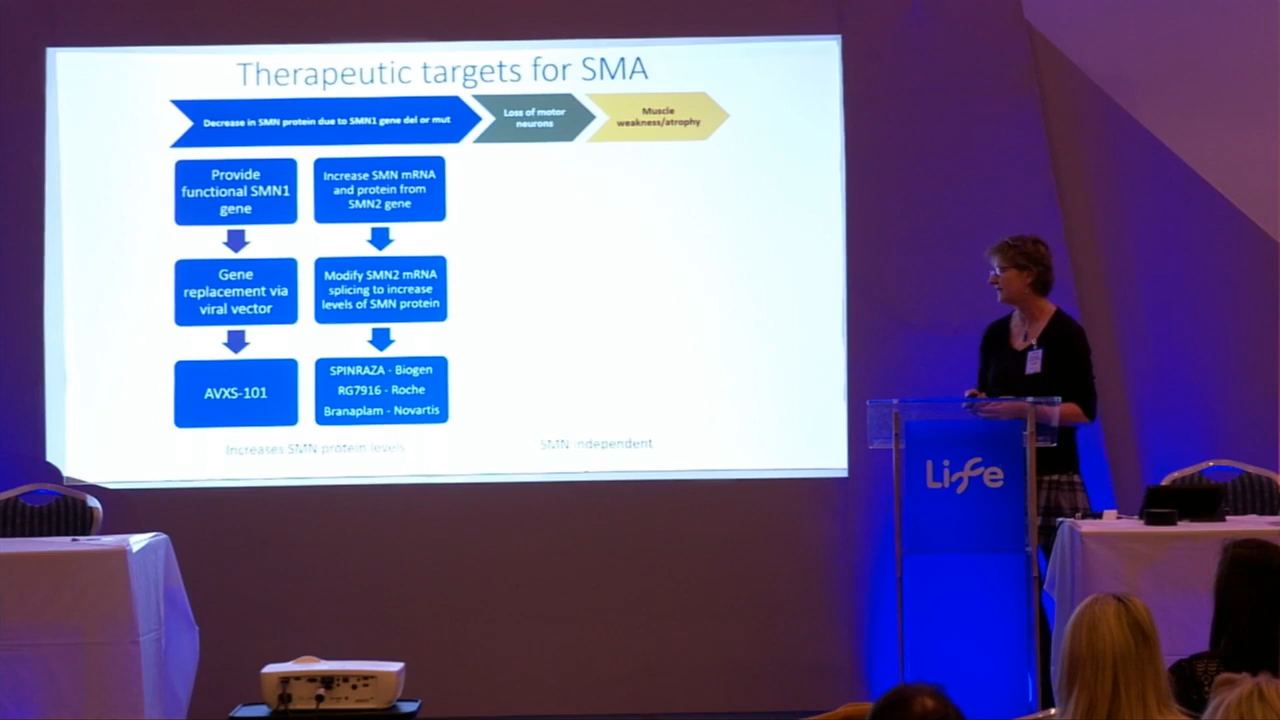 Therapeutic targets for SMA
Decrease in SMN protein due to SMN1 gene del or mut
Loss of motor
neurons
Muscle
weakness/atrophy
Provide
functional SMN1
gene
Increase SMN mRNA
and protein from
SMN2 gene
Gene
replacement via
viral vector
Modify SMN2 mRNA
splicing to increase
levels of SMN protein
AVXS-101
SPINRAZA - Biogen
RG7916 - Roche
Branaplam - Novartis
Increases SMN protein levels
SMN independent
Life